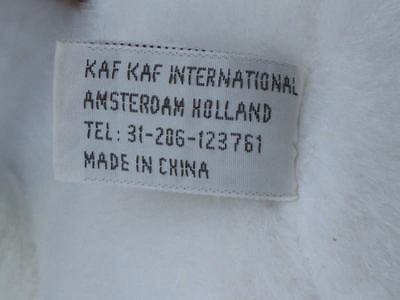 KAF KAF INTERNATIONAL
AMSTERDAM HOLLAND
TEL: 31-206-123761
MADE IN CHINA